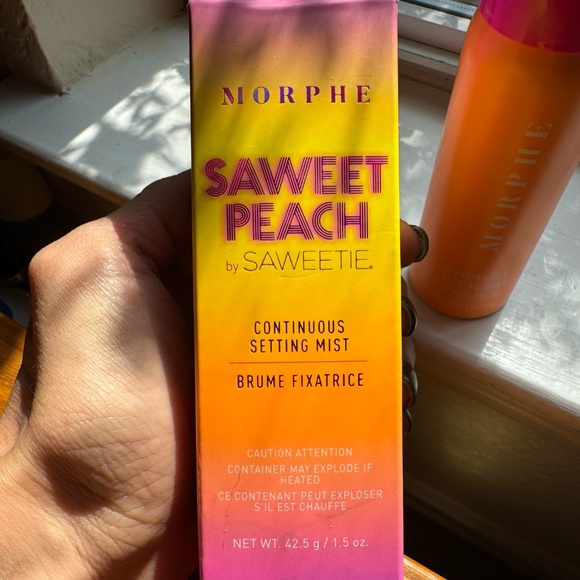 MORPHE
SAWEET
PEACH
by SAWEETIE®
CONTINUOUS
SETTING MIST
BRUME FIXATRICE
CAUTION ATTENTION
CONTAINER MAY EXPLODE IF
HEATED
CE CONTENANT PEUT EXPLOSER
S'IL EST CHAUFFE
NET WT. 42.5 g / 1.5 oz.
MORPHE